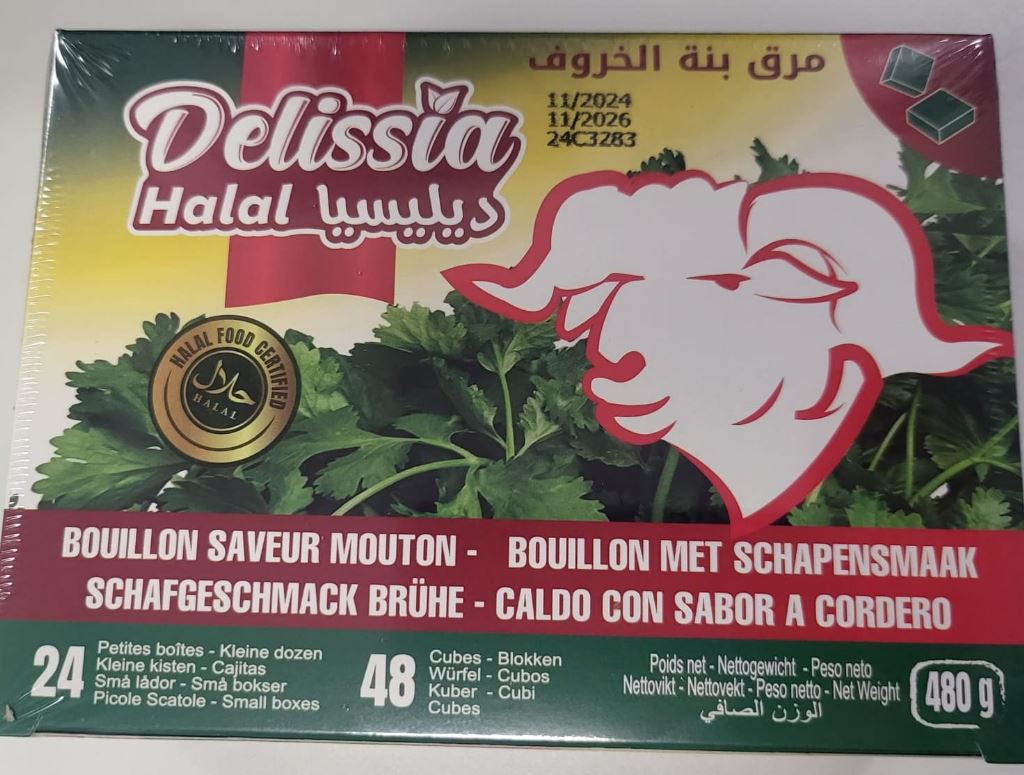 مرق بنة الخروف
Delissia
Halal ديليسيا
11/2024
11/2026
24C3283
HALAL FOOD CERTIFIED
حلال
HALAL
BOUILLON SAVEUR MOUTON - BOUILLON MET SCHAPENSMAAK
SCHAFGESCHMACK BRÜHE - CALDO CON SABOR A CORDERO
24
Petites boîtes - Kleine dozen
Kleine kisten - Cajitas
Små lådor - Små bokser
Picole Scatole - Small boxes
48
Cubes - Blokken
Würfel - Cubos
Kuber - Cubi
Cubes
Poids net - Nettogewicht - Peso neto
Nettovikt - Nettovekt - Peso netto - Net Weight
الوزن الصافي
480 g